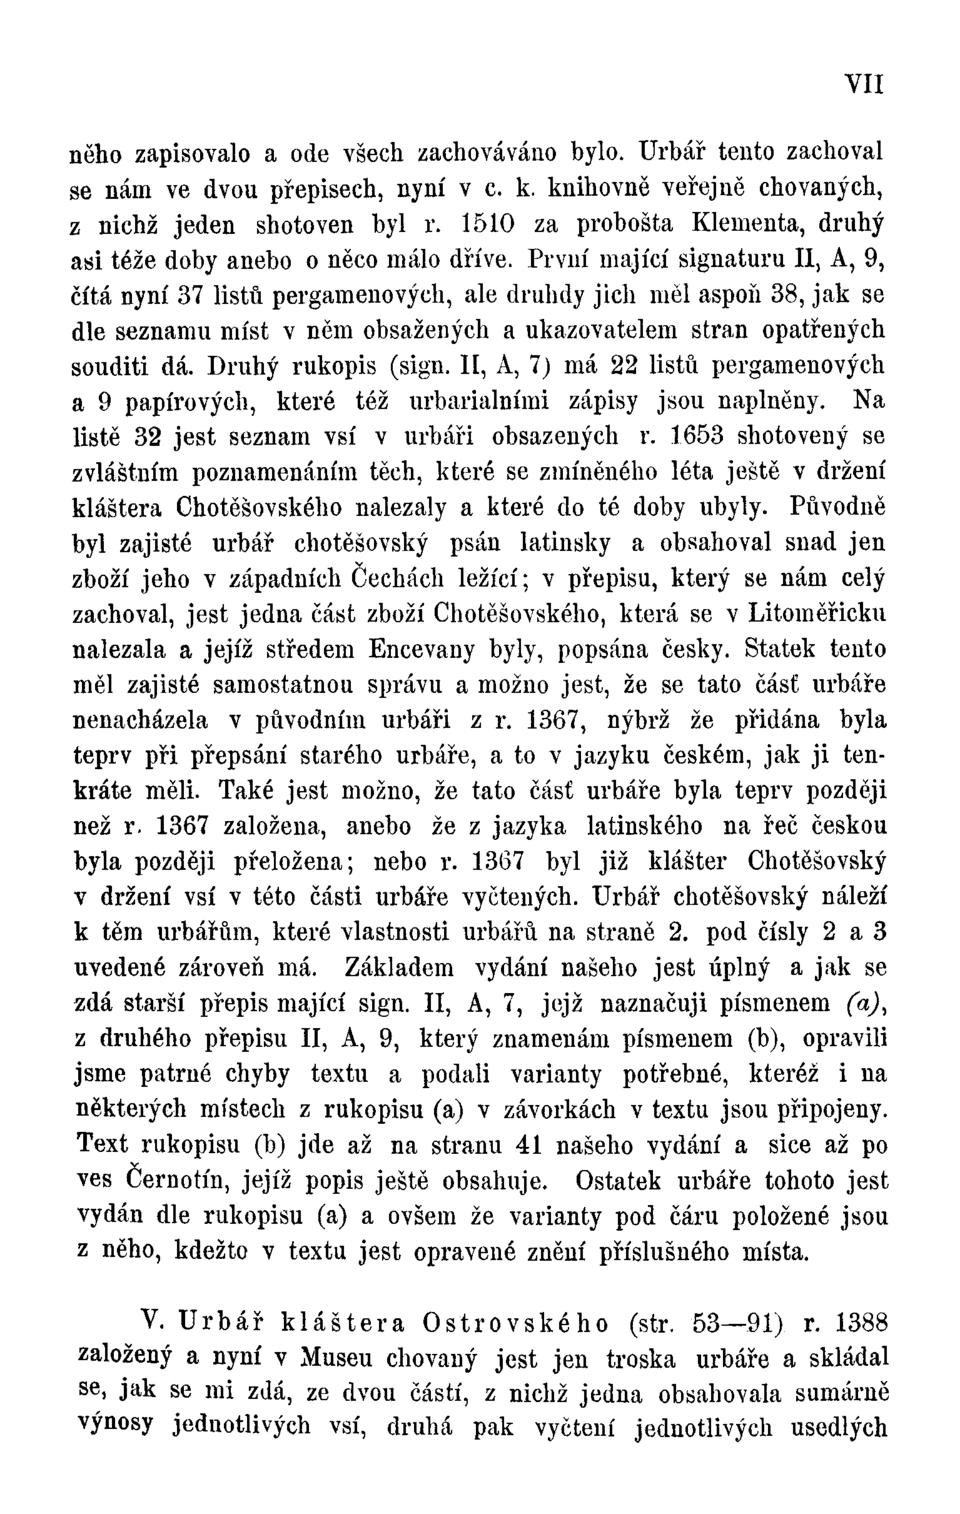 VII
něho zapisovalo a ode všech zachováváno bylo. Urbář tento zachoval
se nám ve dvou přepisech, nyní v c. k. knihovně veřejně chovaných,
z nichž jeden shotoven byl r. 1510 za probošta Klementa, druhý
asi téže doby anebo o něco málo dříve. První mající signaturu II, A, 9,
čítá nyní 37 listů pergamenových, ale druhdy jich měl aspoň 38, jak se
dle seznamu míst v něm obsažených a ukazovatelem stran opatřených
souditi dá. Druhý rukopis (sign. II, A, 7) má 22 listů pergamenových
a 9 papírových, které též urbarialními zápisy jsou naplněny. Na
listě 32 jest seznam vsí v urbáři obsazených r. 1653 shotovený se
zvláštním poznamenáním těch, které se zmíněného léta ještě v držení
kláštera Chotěšovského nalezaly a které do té doby ubyly. Původně
byl zajisté urbář chotěšovský psán latinsky a obsahoval snad jen
zboží jeho v západních Čechách ležící; v přepisu, který se nám celý
zachoval, jest jedna část zboží Chotěšovského, která se v Litoměřicku
nalezala a jejíž středem Encevany byly, popsána česky. Statek tento
měl zajisté samostatnou správu a možno jest, že se tato čásť urbáře
nenacházela v původním urbáři z r. 1367, nýbrž že přidána byla
teprv při přepsání starého urbáře, a to v jazyku českém, jak ji ten-
kráte měli. Také jest možno, že tato čásť urbáře byla teprv později
než r. 1367 založena, anebo že z jazyka latinského na řeč českou
byla později přeložena; nebo r. 1367 byl již klášter Chotěšovský
v držení vsí v této části urbáře vyčtených. Urbář chotěšovský náleží
k těm urbářům, které vlastnosti urbářů na straně 2. pod čísly 2 a 3
uvedené zároveň má. Základem vydání našeho jest úplný a jak se
zdá starší přepis mající sign. II, A, 7, jejž naznačuji písmenem (a),
z druhého přepisu II, A, 9, který znamenám písmenem (b), opravili
jsme patrné chyby textu a podali varianty potřebné, kteréž i na
některých místech z rukopisu (a) v závorkách v textu jsou připojeny.
Text rukopisu (b) jde až na stranu 41 našeho vydání a sice až po
ves Černotín, jejíž popis ještě obsahuje. Ostatek urbáře tohoto jest
vydán dle rukopisu (a) a ovšem že varianty pod čáru položené jsou
z něho, kdežto v textu jest opravené znění příslušného místa.
V. Urbář kláštera Ostrovského (str. 53—91) r. 1388
založený a nyní v Museu chovaný jest jen troska urbáře a skládal
se, jak se mi zdá, ze dvou částí, z nichž jedna obsahovala sumárně
výnosy jednotlivých vsí, druhá pak vyčtení jednotlivých usedlých